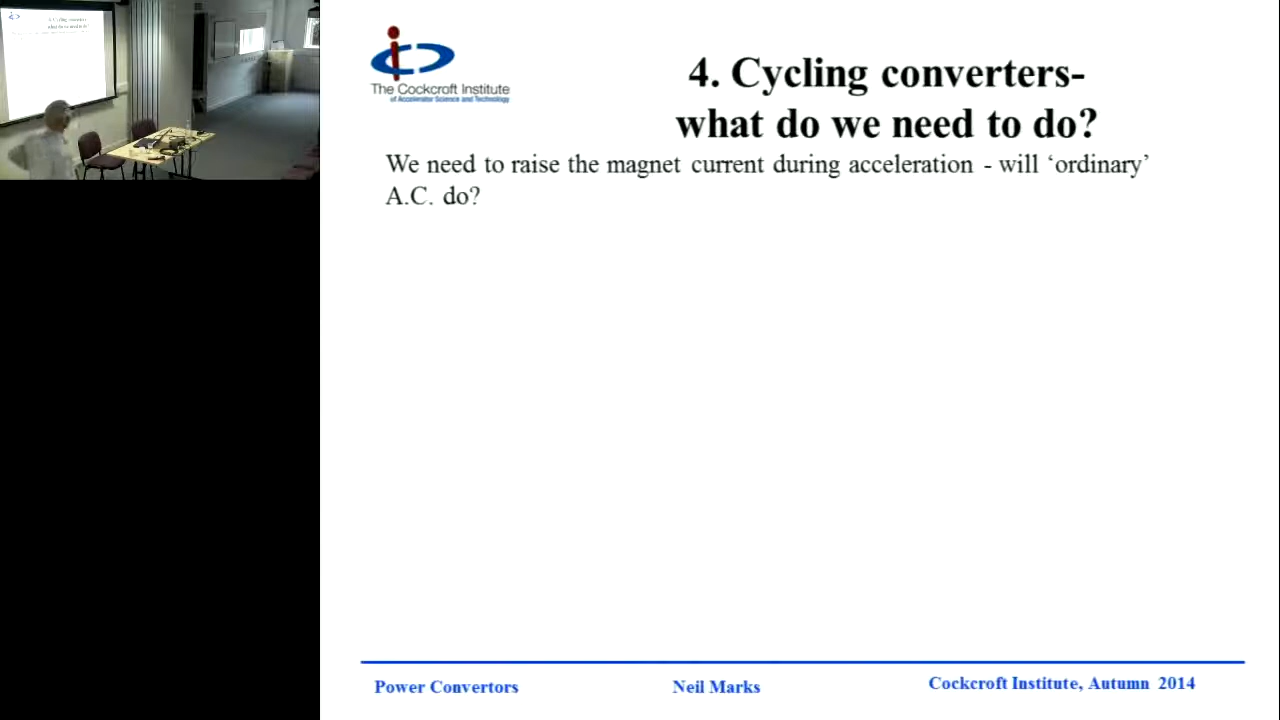 The Cockcroft Institute
of Accelerator Science and Technology
4. Cycling converters-
what do we need to do?
We need to raise the magnet current during acceleration - will ‘ordinary’
A.C. do?
Power Convertors
Neil Marks
Cockcroft Institute, Autumn 2014